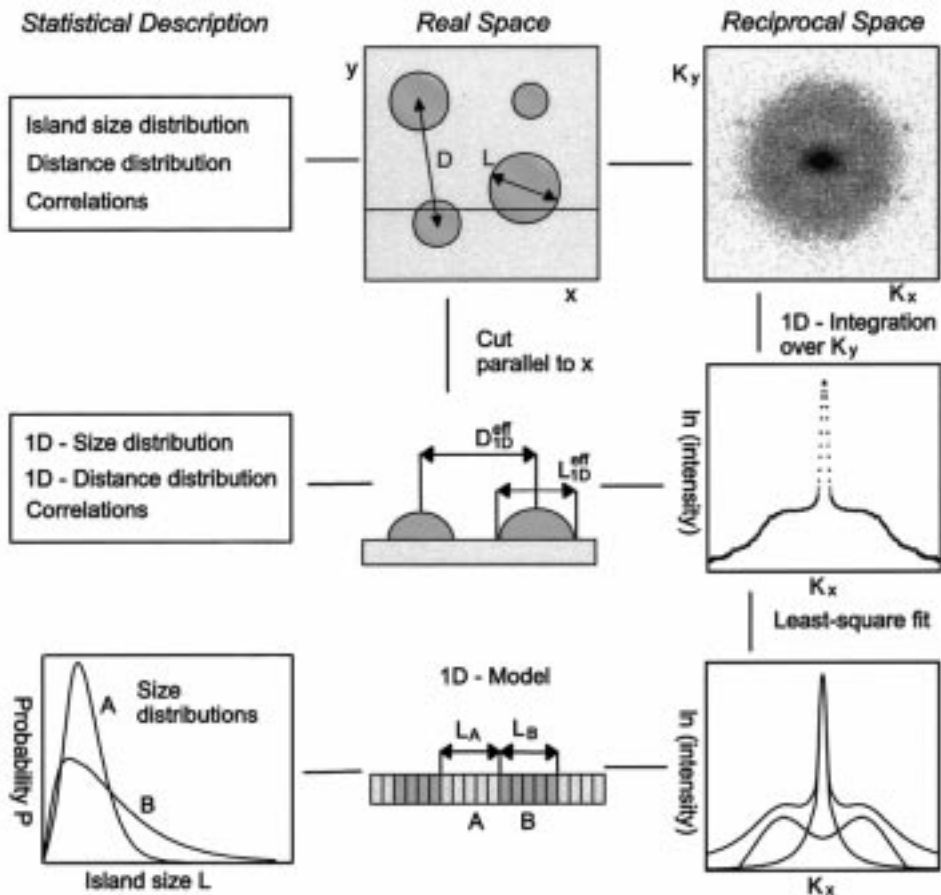 Statistical Description
Real Space
Reciprocal Space
Island size distribution
Distance distribution
Correlations
y
D
L
x
Ky
Kx
Cut
parallel to x
1D - Integration
over Ky
1D - Size distribution
1D - Distance distribution
Correlations
D1D eff
L1D eff
ln (intensity)
Kx
Least-square fit
Probability P
A
Size
distributions
B
Island size L
1D - Model
LA
LB
A
B
ln (intensity)
Kx